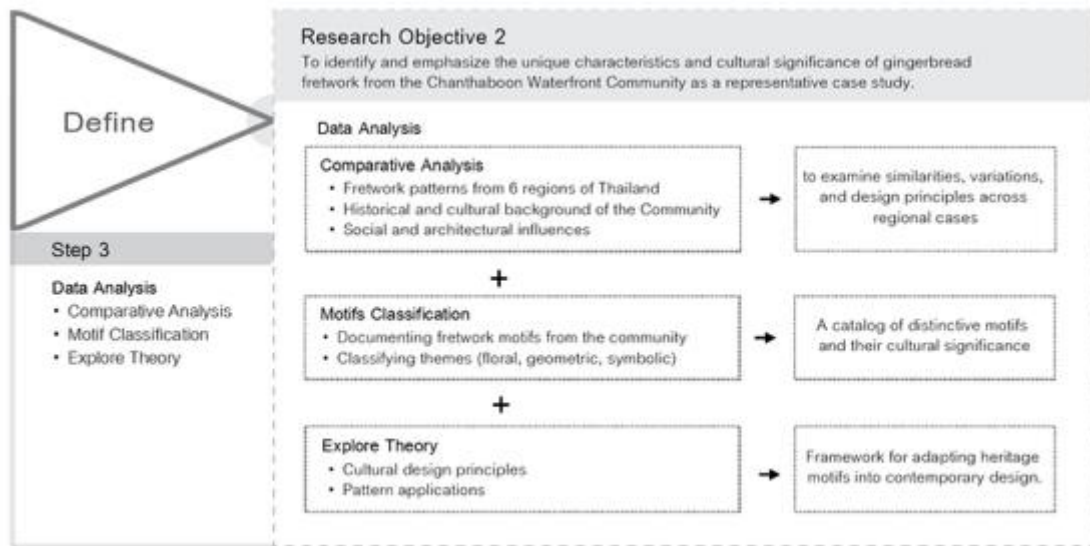 Define
Step 3
Data Analysis
• Comparative Analysis
• Motif Classification
• Explore Theory
Research Objective 2
To identify and emphasize the unique characteristics and cultural significance of gingerbread
fretwork from the Chanthaboon Waterfront Community as a representative case study.
Data Analysis
Comparative Analysis
• Fretwork patterns from 6 regions of Thailand
• Historical and cultural background of the Community
• Social and architectural influences
to examine similarities, variations,
and design principles across
regional cases
+
Motifs Classification
• Documenting fretwork motifs from the community
• Classifying themes (floral, geometric, symbolic)
A catalog of distinctive motifs
and their cultural significance
+
Explore Theory
• Cultural design principles
• Pattern applications
Framework for adapting heritage
motifs into contemporary design.